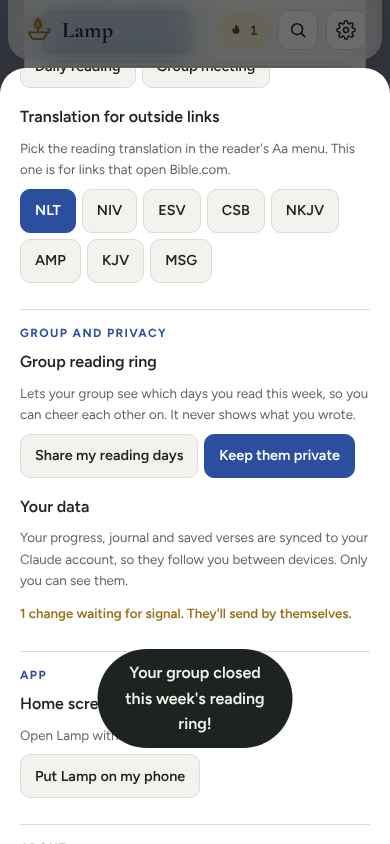 Lamp
1
Daily reading
Group meeting
Translation for outside links
Pick the reading translation in the reader's Aa menu. This
one is for links that open Bible.com.
NLT
NIV
ESV
CSB
NKJV
AMP
KJV
MSG
GROUP AND PRIVACY
Group reading ring
Lets your group see which days you read this week, so you
can cheer each other on. It never shows what you wrote.
Share my reading days
Keep them private
Your data
Your progress, journal and saved verses are synced to your
Claude account, so they follow you between devices. Only
you can see them.
1 change waiting for signal. They'll send by themselves.
APP
Home scre
Open Lamp with
Your group closed
this week's reading
ring!
Put Lamp on my phone